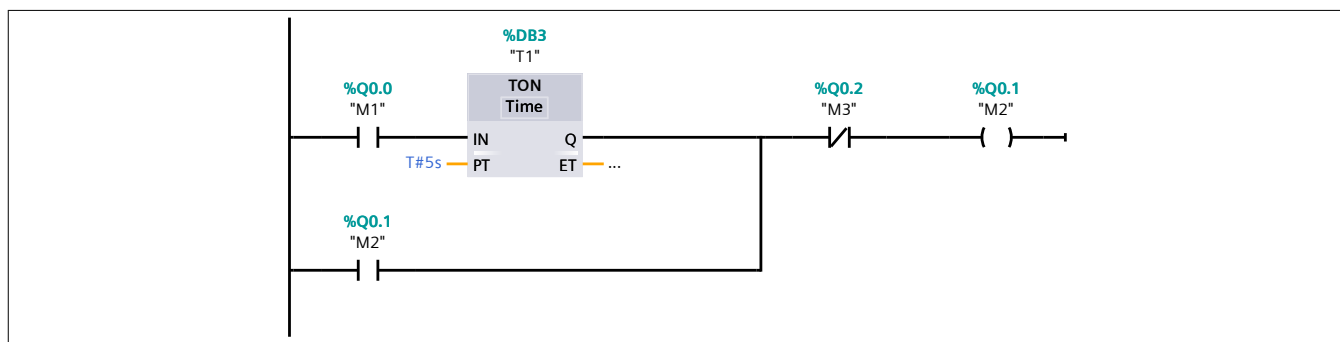 %DB3
"T1"
%Q0.0
"M1"
TON
Time
IN
Q
T#5s
PT
ET
...
%Q0.2
"M3"
%Q0.1
"M2"
%Q0.1
"M2"